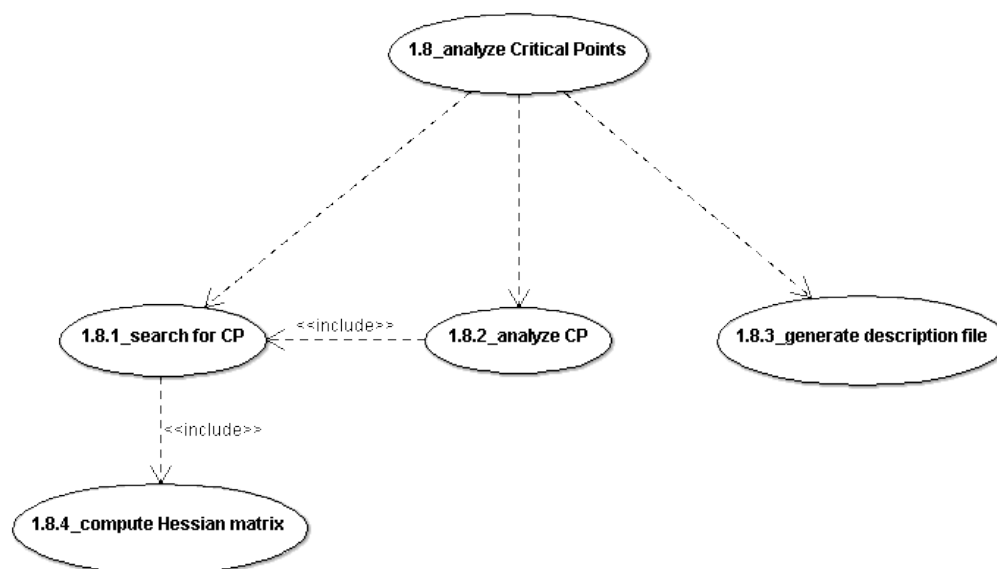 1.8_analyze Critical Points
<<include>>
1.8.1_search for CP
1.8.2_analyze CP
1.8.3_generate description file
<<include>>
1.8.4_compute Hessian matrix